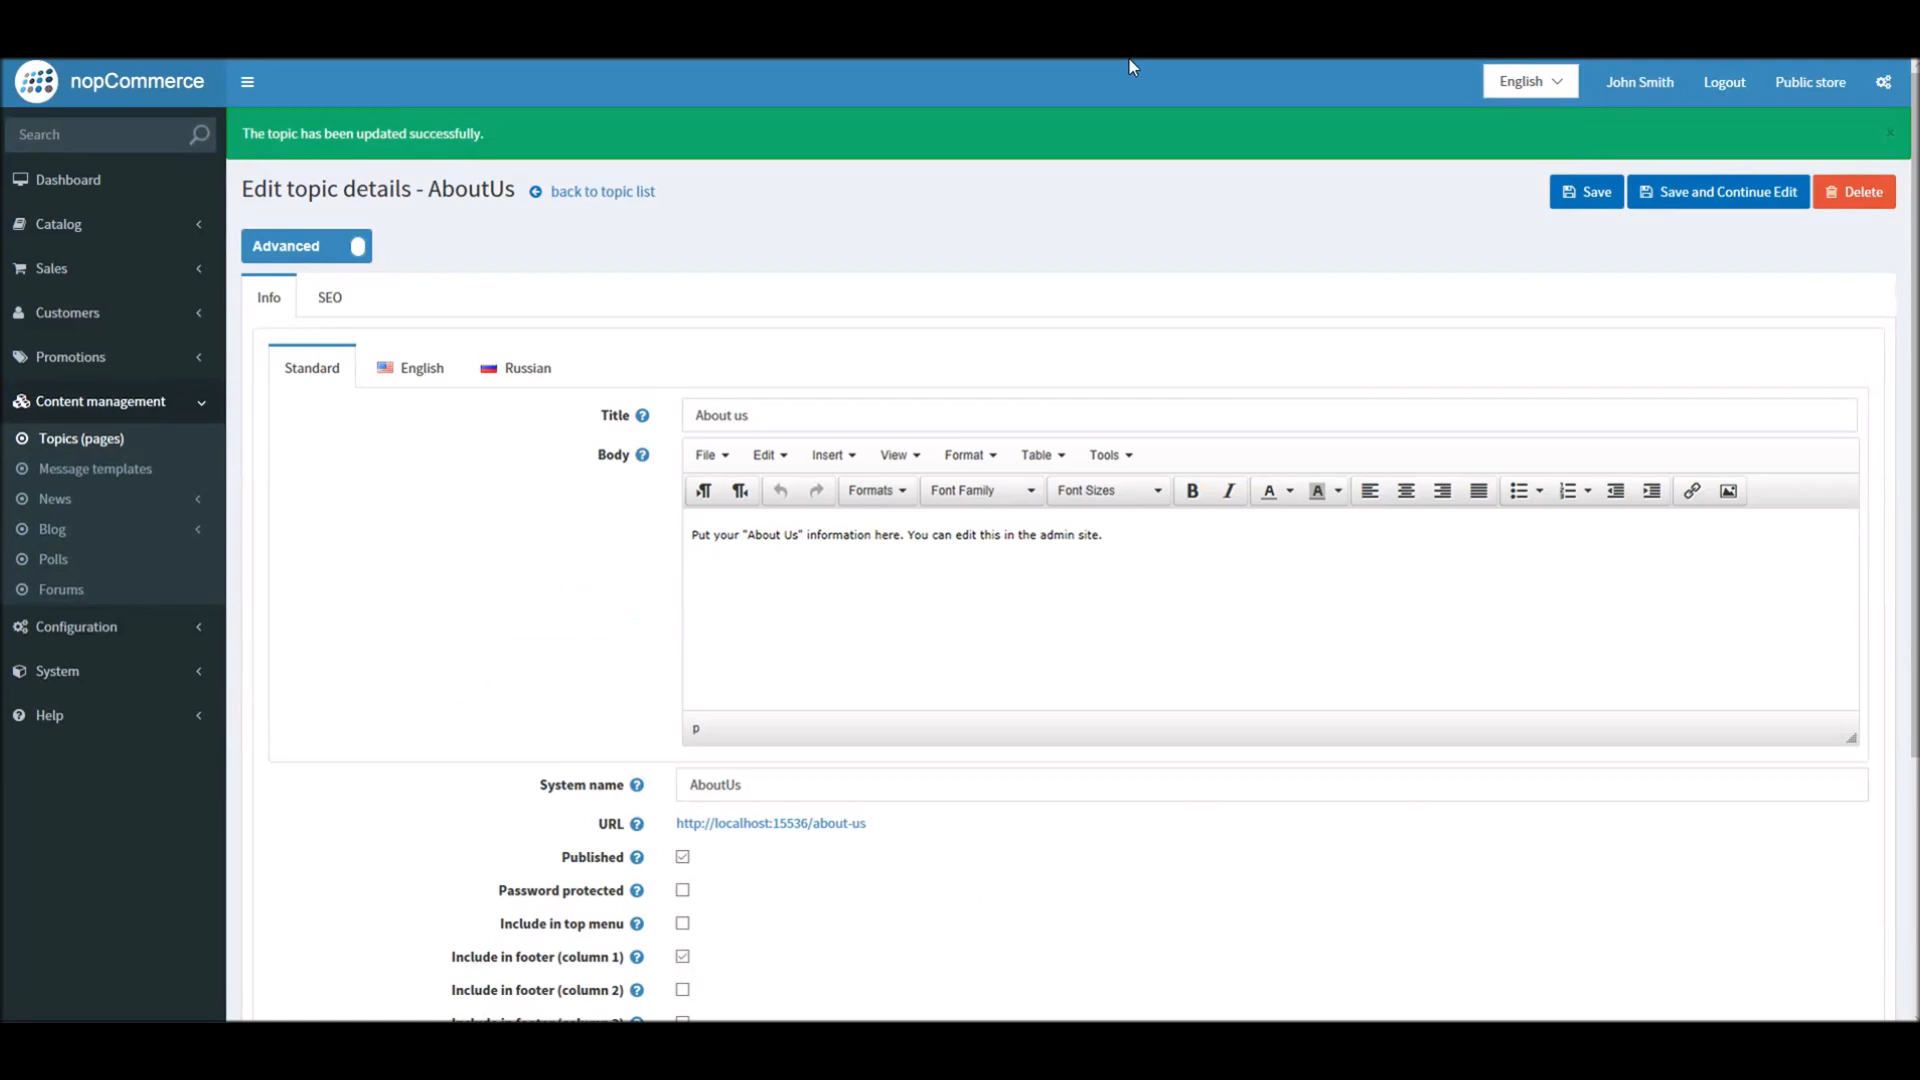 nopCommerce
English
John Smith
Logout
Public store
Search
The topic has been updated successfully.
×
Dashboard
Catalog
Sales
Customers
Promotions
Content management
Topics (pages)
Message templates
News
Blog
Polls
Forums
Configuration
System
Help
Edit topic details - AboutUs
back to topic list
Save
Save and Continue Edit
Delete
Advanced
Info
SEO
Standard
English
Russian
Title
About us
Body
File
Edit
Insert
View
Format
Table
Tools
Formats
Font Family
Font Sizes
B
I
A
A
Put your "About Us" information here. You can edit this in the admin site.
p
System name
AboutUs
URL
http://localhost:15536/about-us
Published
Password protected
Include in top menu
Include in footer (column 1)
Include in footer (column 2)